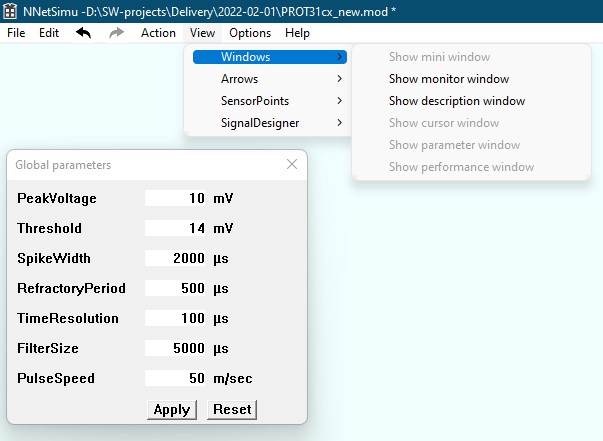 NNetSimu -D:\SW-projects\Delivery\2022-02-01\PROT31cx_new.mod *
File Edit Action View Options Help
Windows
Arrows
SensorPoints
SignalDesigner
Show mini window
Show monitor window
Show description window
Show cursor window
Show parameter window
Show performance window
Global parameters
PeakVoltage 10 mV
Threshold 14 mV
SpikeWidth 2000 µs
RefractoryPeriod 500 µs
TimeResolution 100 µs
FilterSize 5000 µs
PulseSpeed 50 m/sec
Apply Reset